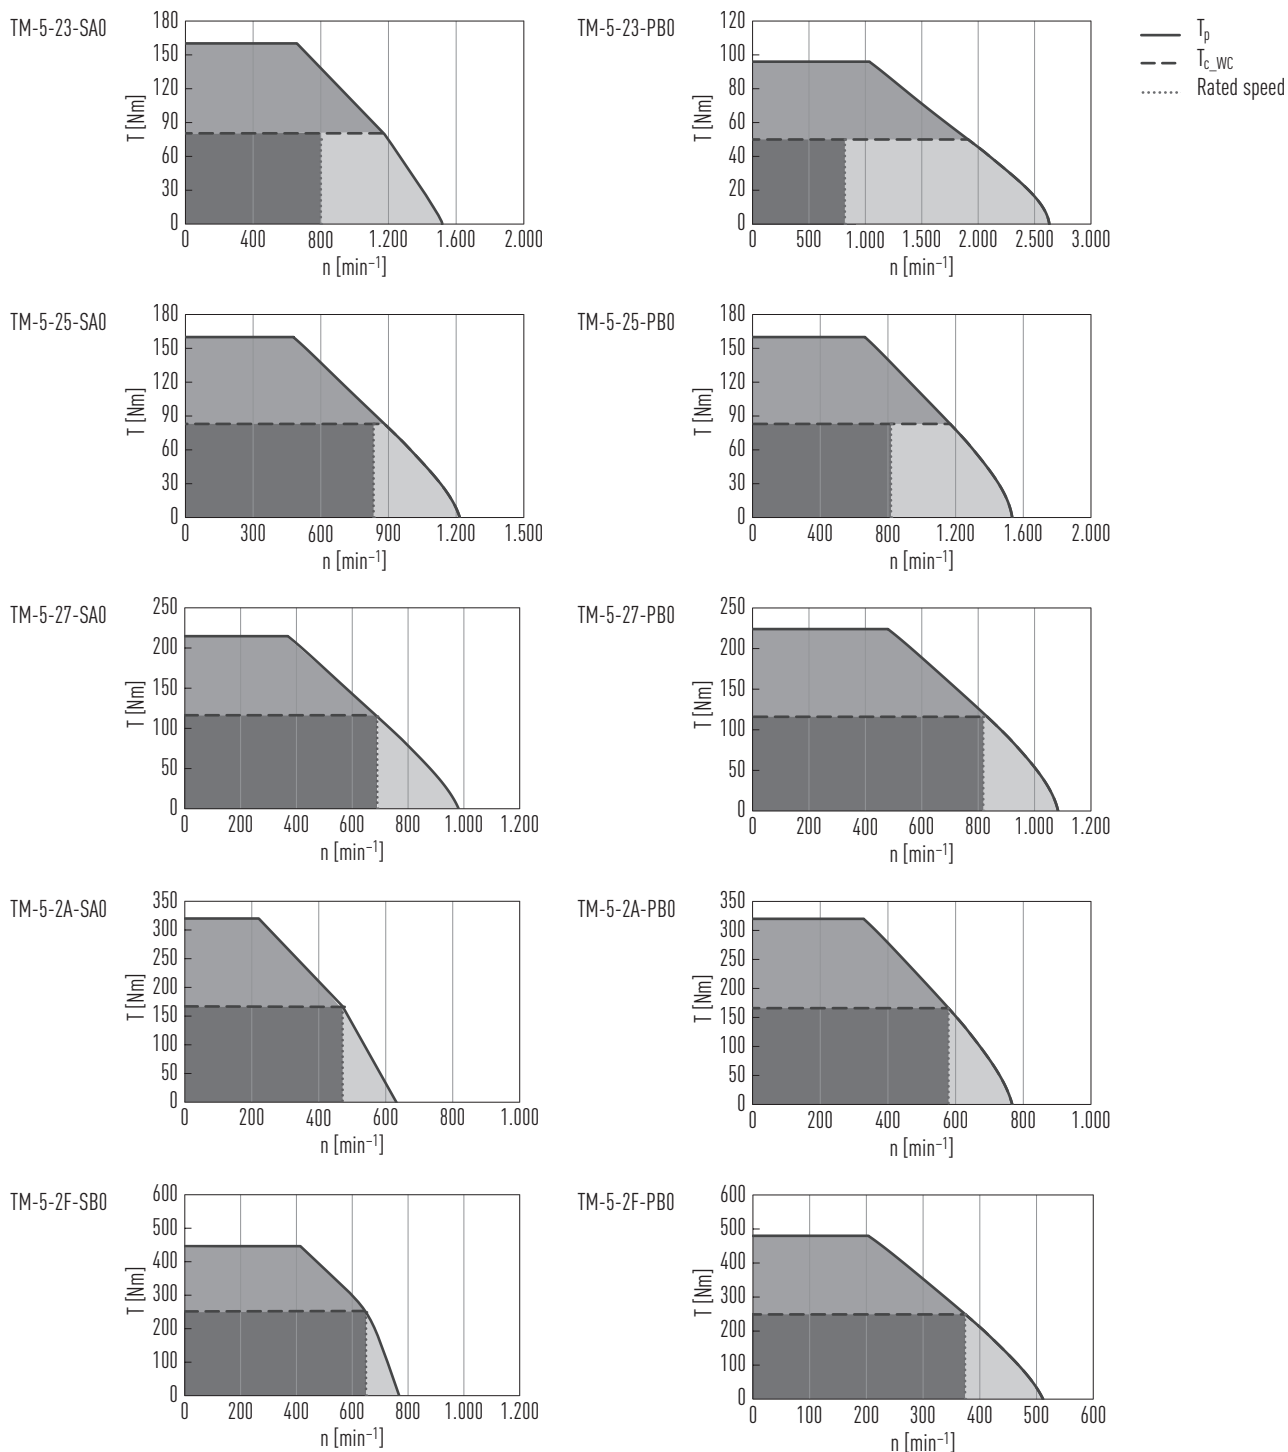 TM-5-23-SA0
T [Nm]
180
150
120
90
60
30
0
0 400 800 1.200 1.600 2.000
n [min⁻¹]
TM-5-23-PB0
T [Nm]
120
100
80
60
40
20
0
0 500 1.000 1.500 2.000 2.500 3.000
n [min⁻¹]
Tp
Tc_WC
Rated speed
TM-5-25-SA0
T [Nm]
180
150
120
90
60
30
0
0 300 600 900 1.200 1.500
n [min⁻¹]
TM-5-25-PB0
T [Nm]
180
150
120
90
60
30
0
0 400 800 1.200 1.600 2.000
n [min⁻¹]
TM-5-27-SA0
T [Nm]
250
200
150
100
50
0
0 200 400 600 800 1.000 1.200
n [min⁻¹]
TM-5-27-PB0
T [Nm]
250
200
150
100
50
0
0 200 400 600 800 1.000 1.200
n [min⁻¹]
TM-5-2A-SA0
T [Nm]
350
300
250
200
150
100
50
0
0 200 400 600 800 1.000
n [min⁻¹]
TM-5-2A-PB0
T [Nm]
350
300
250
200
150
100
50
0
0 200 400 600 800 1.000
n [min⁻¹]
TM-5-2F-SB0
T [Nm]
600
500
400
300
200
100
0
0 200 400 600 800 1.000 1.200
n [min⁻¹]
TM-5-2F-PB0
T [Nm]
600
500
400
300
200
100
0
0 100 200 300 400 500 600
n [min⁻¹]